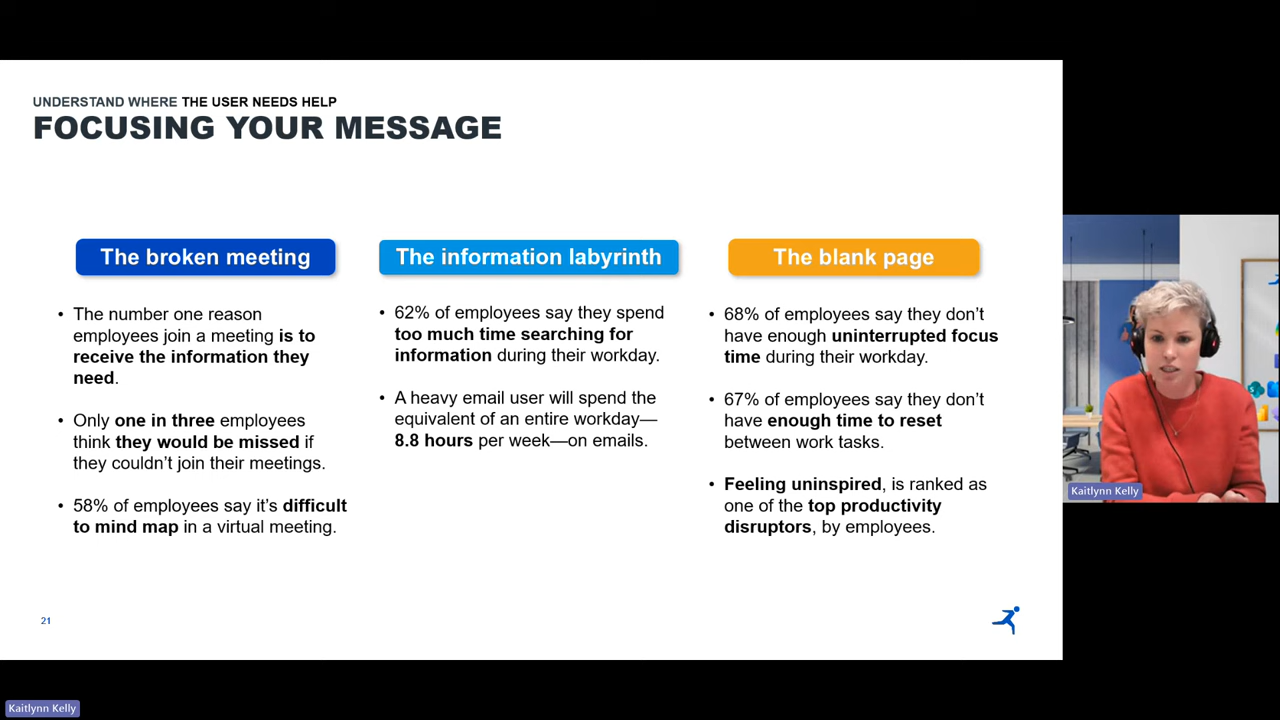 UNDERSTAND WHERE THE USER NEEDS HELP
FOCUSING YOUR MESSAGE
The broken meeting
• The number one reason
employees join a meeting is to
receive the information they
need.
• Only one in three employees
think they would be missed if
they couldn't join their meetings.
• 58% of employees say it's difficult
to mind map in a virtual meeting.
The information labyrinth
• 62% of employees say they spend
too much time searching for
information during their workday.
• A heavy email user will spend the
equivalent of an entire workday—
8.8 hours per week—on emails.
The blank page
• 68% of employees say they don't
have enough uninterrupted focus
time during their workday.
• 67% of employees say they don't
have enough time to reset
between work tasks.
• Feeling uninspired, is ranked as
one of the top productivity
disruptors, by employees.
21
Kaitlynn Kelly
Kaitlynn Kelly